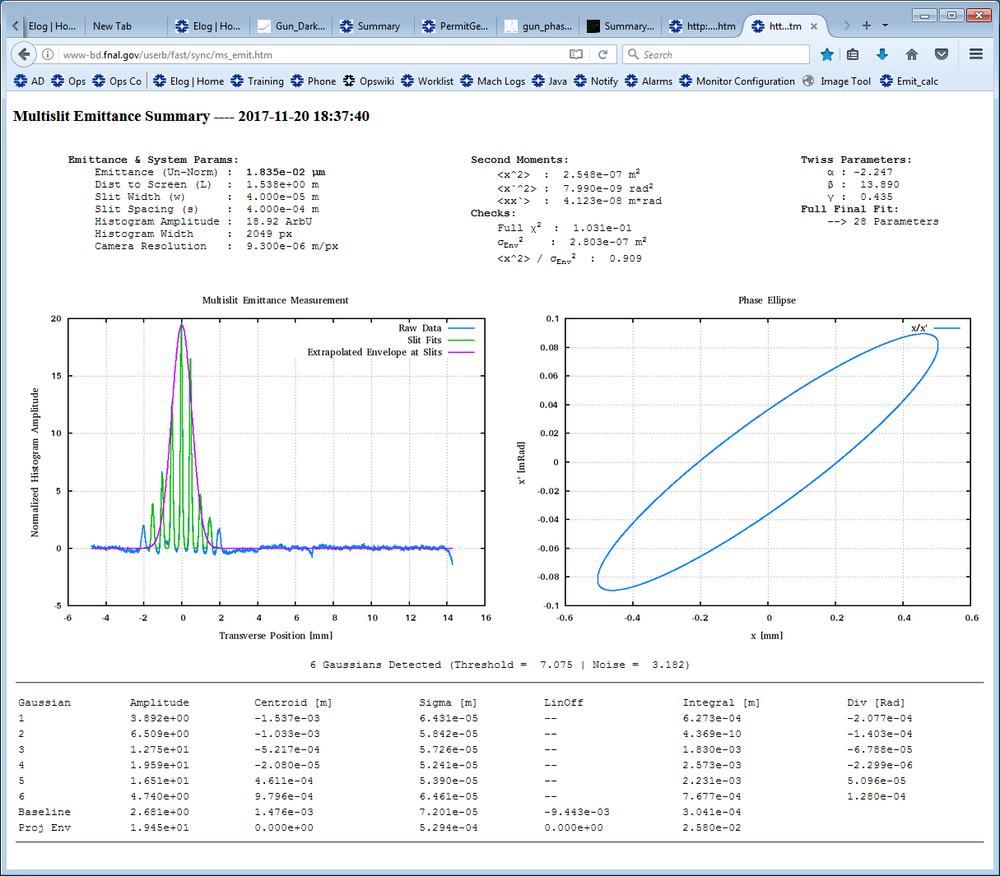 Elog | Ho... New Tab Elog | Ho... Gun_Dark... Summary PermitGe... gun_phas... Summary... http:....htm htt...tm
www-bd.fnal.gov/userb/fast/sync/ms_emit.htm Search
AD Ops Ops Co Elog | Home Training Phone Opswiki Worklist Mach Logs Java Notify Alarms Monitor Configuration Image Tool Emit_calc
Multislit Emittance Summary ---- 2017-11-20 18:37:40
Emittance & System Params:
Emittance (Un-Norm) : 1.835e-02 µm
Dist to Screen (L) : 1.538e+00 m
Slit Width (w) : 4.000e-05 m
Slit Spacing (s) : 4.000e-04 m
Histogram Amplitude : 18.92 ArbU
Histogram Width : 2049 px
Camera Resolution : 9.300e-06 m/px
Second Moments:
<x^2> : 2.548e-07 m²
<x`^2> : 7.990e-09 rad²
<xx`> : 4.123e-08 m*rad
Checks:
Full χ² : 1.031e-01
σEnv² : 2.803e-07 m²
<x^2> / σEnv² : 0.909
Twiss Parameters:
α : -2.247
β : 13.890
γ : 0.435
Full Final Fit:
--> 28 Parameters
Multislit Emittance Measurement
Raw Data
Slit Fits
Extrapolated Envelope at Slits
20
15
10
5
0
-5
Normalized Histogram Amplitude
-6 -4 -2 0 2 4 6 8 10 12 14 16
Transverse Position [mm]
Phase Ellipse
x/x'
0.1
0.08
0.06
0.04
0.02
0
-0.02
-0.04
-0.06
-0.08
-0.1
x' [mRad]
-0.6 -0.4 -0.2 0 0.2 0.4 0.6
x [mm]
6 Gaussians Detected (Threshold = 7.075 | Noise = 3.182)
Gaussian Amplitude Centroid [m] Sigma [m] LinOff Integral [m] Div [Rad]
1 3.892e+00 -1.537e-03 6.431e-05 -- 6.273e-04 -2.077e-04
2 6.509e+00 -1.033e-03 5.842e-05 -- 4.369e-10 -1.403e-04
3 1.275e+01 -5.217e-04 5.726e-05 -- 1.830e-03 -6.788e-05
4 1.959e+01 -2.080e-05 5.241e-05 -- 2.573e-03 -2.299e-06
5 1.651e+01 4.611e-04 5.390e-05 -- 2.231e-03 5.096e-05
6 4.740e+00 9.796e-04 6.461e-05 -- 7.677e-04 1.280e-04
Baseline 2.681e+00 1.476e-03 7.201e-05 -9.443e-03 3.041e-04
Proj Env 1.945e+01 0.000e+00 5.294e-04 0.000e+00 2.580e-02